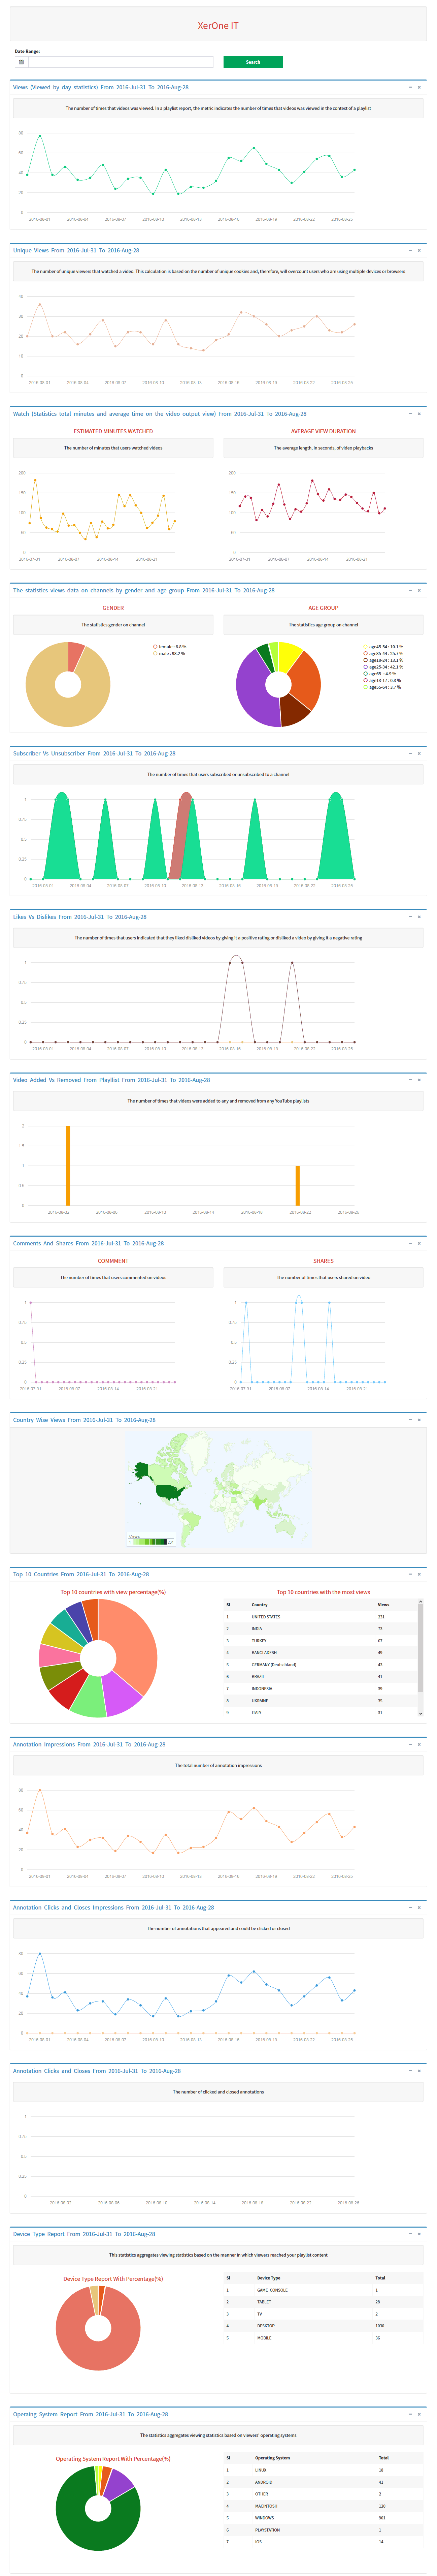 XerOne IT
Date Range:
Search
Views (Viewed by day statistics) From 2016-Jul-31 To 2016-Aug-28
The number of times that videos was viewed. In a playlist report, the metric indicates the number of times that videos was viewed in the context of a playlist
80
60
40
20
0
2016-08-01 2016-08-04 2016-08-07 2016-08-10 2016-08-13 2016-08-16 2016-08-19 2016-08-22 2016-08-25
Unique Views From 2016-Jul-31 To 2016-Aug-28
The number of unique viewers that watched a video. This calculation is based on the number of unique cookies and, therefore, will overcount users who are using multiple devices or browsers
40
30
20
10
0
2016-08-01 2016-08-04 2016-08-07 2016-08-10 2016-08-13 2016-08-16 2016-08-19 2016-08-22 2016-08-25
Watch (Statistics total minutes and average time on the video output view) From 2016-Jul-31 To 2016-Aug-28
ESTIMATED MINUTES WATCHED
AVERAGE VIEW DURATION
The number of minutes that users watched videos
The average length, in seconds, of video playbacks
200
150
100
50
0
2016-07-31 2016-08-07 2016-08-14 2016-08-21
200
150
100
50
0
2016-07-31 2016-08-07 2016-08-14 2016-08-21
The statistics views data on channels by gender and age group From 2016-Jul-31 To 2016-Aug-28
GENDER
AGE GROUP
The statistics gender on channel
The statistics age group on channel
female : 6.8 %
male : 93.2 %
age45-54 : 10.1 %
age35-44 : 25.7 %
age18-24 : 13.3 %
age25-34 : 42.1 %
age65- : 4.9 %
age13-17 : 0.3 %
age55-64 : 3.7 %
Subscriber Vs Unsubscriber From 2016-Jul-31 To 2016-Aug-28
The number of times that users subscribed or unsubscribed to a channel
1
0.75
0.5
0.25
0
2016-08-01 2016-08-04 2016-08-07 2016-08-10 2016-08-13 2016-08-16 2016-08-19 2016-08-22 2016-08-25
Likes Vs Dislikes From 2016-Jul-31 To 2016-Aug-28
The number of times that users indicated that they liked disliked videos by giving it a positive rating or disliked a video by giving it a negative rating
1
0.75
0.5
0.25
0
2016-08-01 2016-08-04 2016-08-07 2016-08-10 2016-08-13 2016-08-16 2016-08-19 2016-08-22 2016-08-25
Video Added Vs Removed From Playllist From 2016-Jul-31 To 2016-Aug-28
The number of times that videos were added to any and removed from any YouTube playlists
2
1.5
1
0.5
0
2016-08-02 2016-08-06 2016-08-10 2016-08-14 2016-08-18 2016-08-22 2016-08-26
Comments And Shares From 2016-Jul-31 To 2016-Aug-28
COMMMENT
SHARES
The number of times that users commented on videos
The number of times that users shared on video
1
0.75
0.5
0.25
0
2016-07-31 2016-08-07 2016-08-14 2016-08-21
1
0.75
0.5
0.25
0
2016-07-31 2016-08-07 2016-08-14 2016-08-21
Country Wise Views From 2016-Jul-31 To 2016-Aug-28
Top 10 Countries From 2016-Jul-31 To 2016-Aug-28
Top 10 countries with view percentage(%)
Top 10 countries with the most views
Sl Country Views
1 UNITED STATES 231
2 INDIA 73
3 TURKEY 67
4 BANGLADESH 49
5 GERMANY (Deutschland) 43
6 BRAZIL 41
7 INDONESIA 39
8 UKRAINE 35
9 ITALY 33
Annotation Impressions From 2016-Jul-31 To 2016-Aug-28
The total number of annotation impressions
80
60
40
20
0
2016-08-01 2016-08-04 2016-08-07 2016-08-10 2016-08-13 2016-08-16 2016-08-19 2016-08-22 2016-08-25
Annotation Clicks and Closes Impressions From 2016-Jul-31 To 2016-Aug-28
The number of annotations that appeared and could be clicked or closed
80
60
40
20
0
2016-08-01 2016-08-04 2016-08-07 2016-08-10 2016-08-13 2016-08-16 2016-08-19 2016-08-22 2016-08-25
Annotation Clicks and Closes From 2016-Jul-31 To 2016-Aug-28
The number of clicked and closed annotations
1
0.75
0.5
0.25
0
2016-08-02 2016-08-06 2016-08-10 2016-08-14 2016-08-18 2016-08-22 2016-08-26
Device Type Report From 2016-Jul-31 To 2016-Aug-28
This statistics aggregates viewing statistics based on the manner in which viewers reached your playlist content
Device Type Report With Percentage(%)
Sl Device Type Total
1 GAME_CONSOLE 1
2 TABLET 28
3 TV 2
4 DESKTOP 1030
5 MOBILE 36
Operaing System Report From 2016-Jul-31 To 2016-Aug-28
The statistics aggregates viewing statistics based on viewers' operating systems
Operating System Report With Percentage(%)
Sl Operating System Total
1 LINUX 18
2 ANDROID 41
3 OTHER 2
4 MACINTOSH 120
5 WINDOWS 901
6 PLAYSTATION 1
7 IOS 14